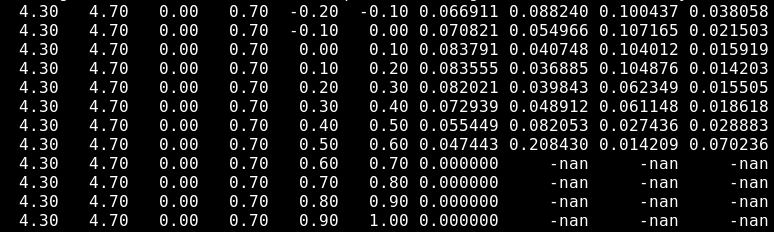 4.30 4.70 0.00 0.70 -0.20 -0.10 0.066911 0.088240 0.100437 0.038058
4.30 4.70 0.00 0.70 -0.10 0.00 0.070821 0.054966 0.107165 0.021503
4.30 4.70 0.00 0.70 0.00 0.10 0.083791 0.040748 0.104012 0.015919
4.30 4.70 0.00 0.70 0.10 0.20 0.083555 0.036885 0.104876 0.014203
4.30 4.70 0.00 0.70 0.20 0.30 0.082021 0.039843 0.062349 0.015505
4.30 4.70 0.00 0.70 0.30 0.40 0.072939 0.048912 0.061148 0.018618
4.30 4.70 0.00 0.70 0.40 0.50 0.055449 0.082053 0.027436 0.028883
4.30 4.70 0.00 0.70 0.50 0.60 0.047443 0.208430 0.014209 0.070236
4.30 4.70 0.00 0.70 0.60 0.70 0.000000 -nan -nan -nan
4.30 4.70 0.00 0.70 0.70 0.80 0.000000 -nan -nan -nan
4.30 4.70 0.00 0.70 0.80 0.90 0.000000 -nan -nan -nan
4.30 4.70 0.00 0.70 0.90 1.00 0.000000 -nan -nan -nan